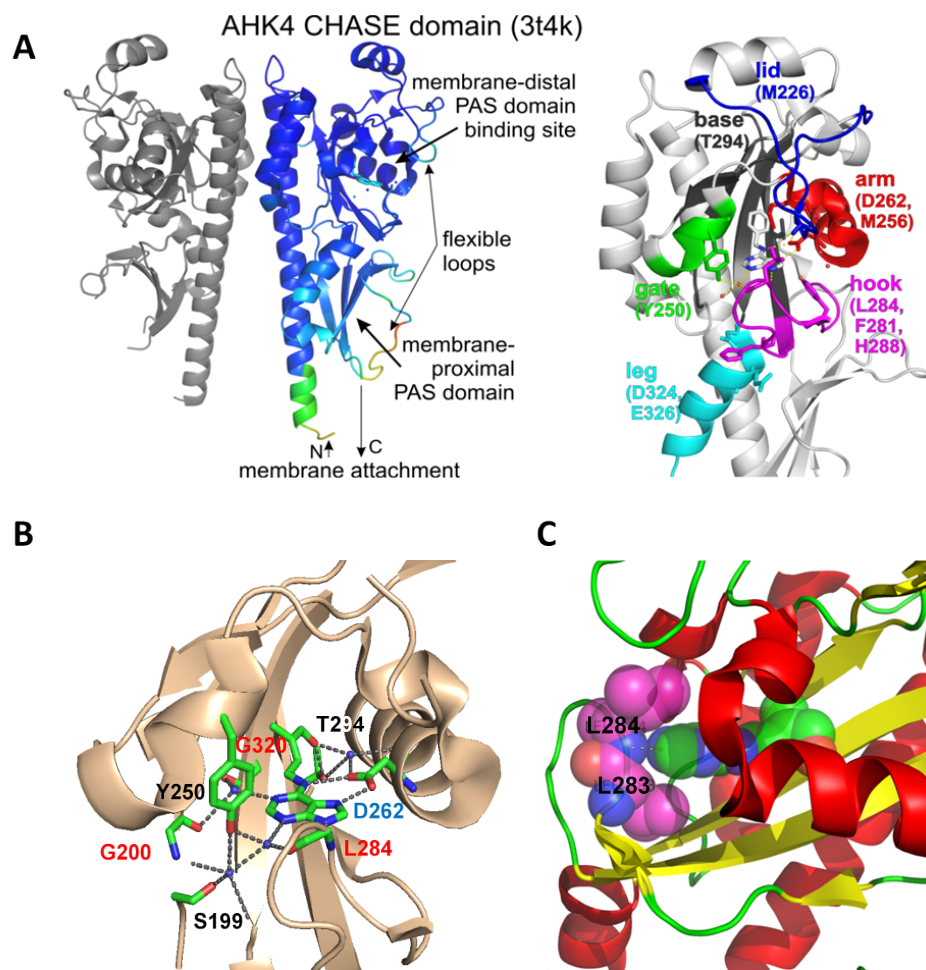 A
AHK4 CHASE domain (3t4k)
membrane-distal
PAS domain
binding site
flexible
loops
membrane-
proximal
PAS domain
N
C
membrane attachment
lid
(M226)
base
(T294)
arm
(D262,
M256)
gate
(Y250)
hook
(L284,
F281,
H288)
leg
(D324,
E326)
B
T294
G320
Y250
D262
G200
L284
S199
C
L284
L283